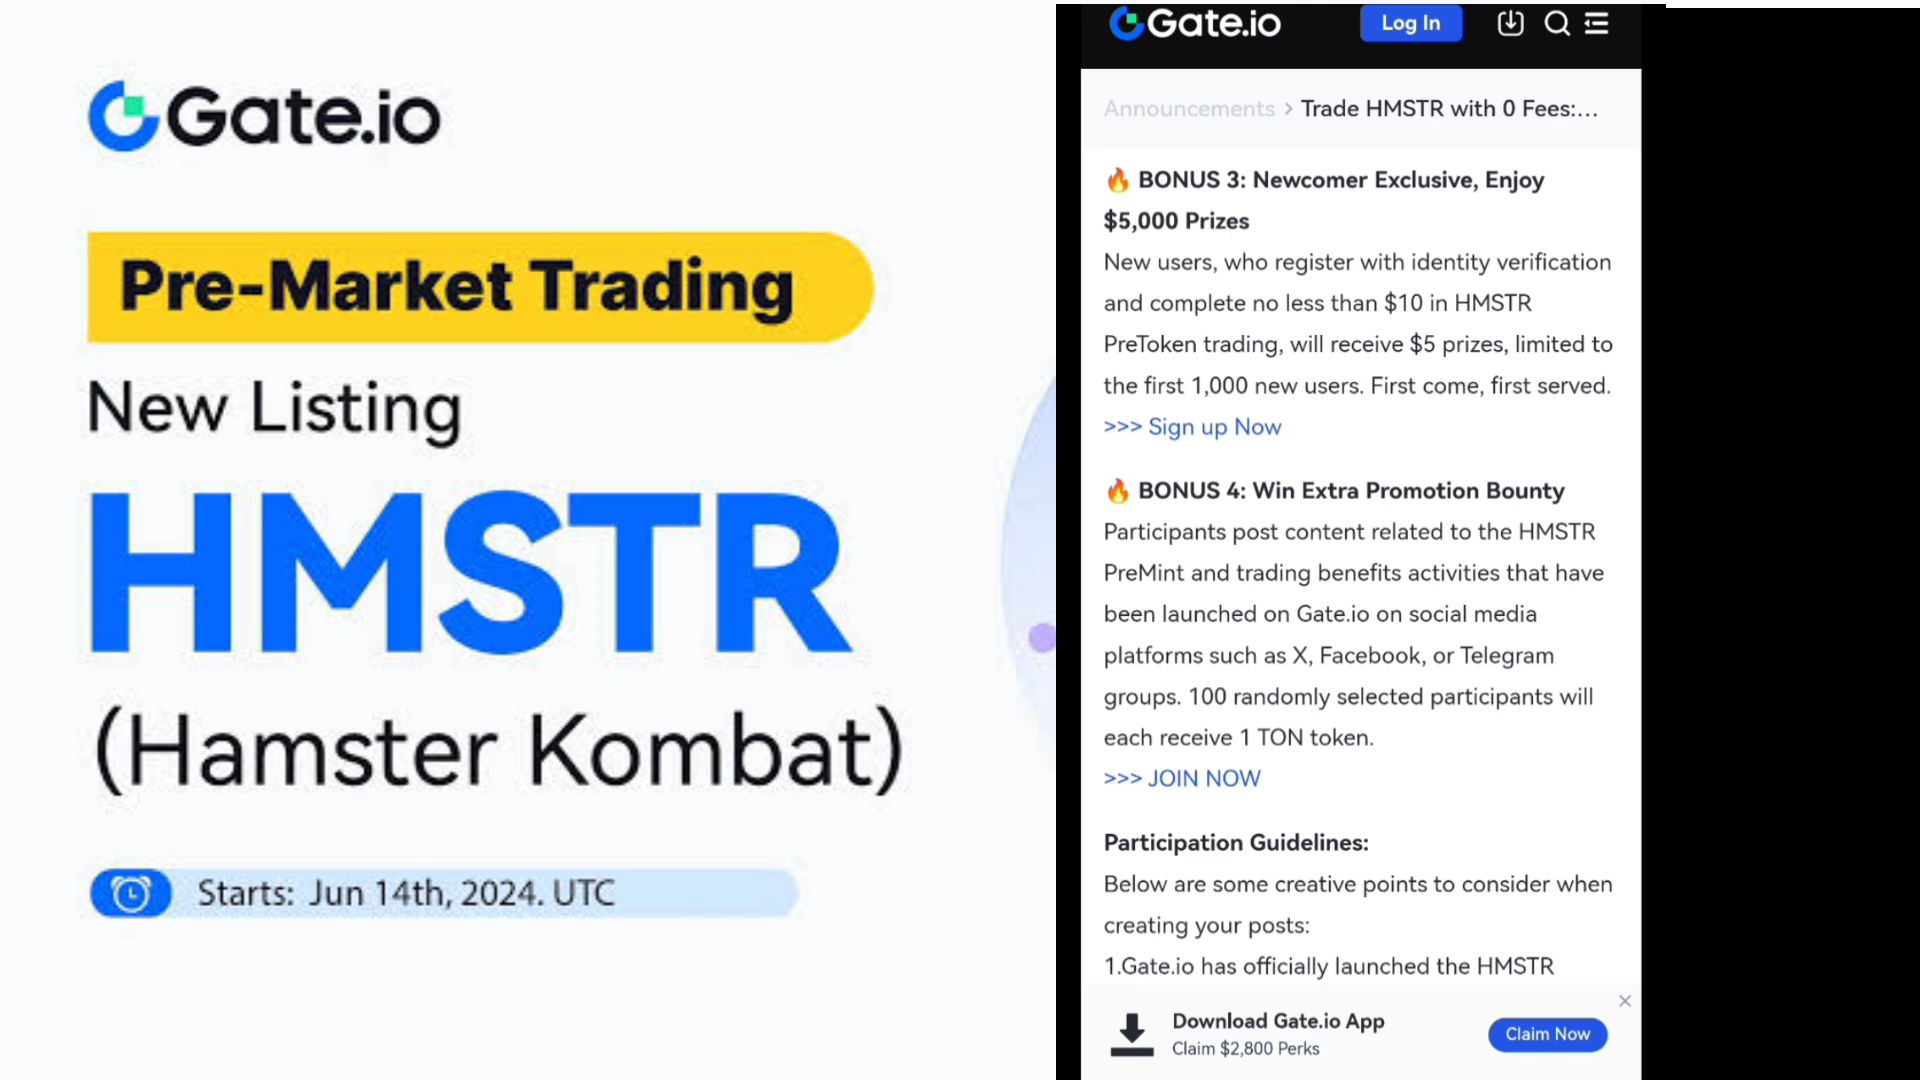 Gate.io
Pre-Market Trading
New Listing
HMSTR
(Hamster Kombat)
Starts: Jun 14th, 2024. UTC
Gate.io
Log In
Announcements > Trade HMSTR with 0 Fees:...
🔥 BONUS 3: Newcomer Exclusive, Enjoy
$5,000 Prizes
New users, who register with identity verification
and complete no less than $10 in HMSTR
PreToken trading, will receive $5 prizes, limited to
the first 1,000 new users. First come, first served.
>>> Sign up Now
🔥 BONUS 4: Win Extra Promotion Bounty
Participants post content related to the HMSTR
PreMint and trading benefits activities that have
been launched on Gate.io on social media
platforms such as X, Facebook, or Telegram
groups. 100 randomly selected participants will
each receive 1 TON token.
>>> JOIN NOW
Participation Guidelines:
Below are some creative points to consider when
creating your posts:
1.Gate.io has officially launched the HMSTR
Download Gate.io App
Claim $2,800 Perks
Claim Now